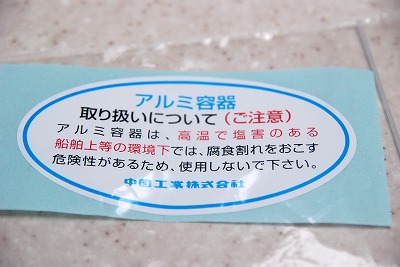 アルミ容器
取り扱いについて（ご注意）
アルミ容器は、高温で塩害のある
船舶上等の環境下では、腐食割れをおこす
危険性があるため、使用しないで下さい。
中国工業株式会社